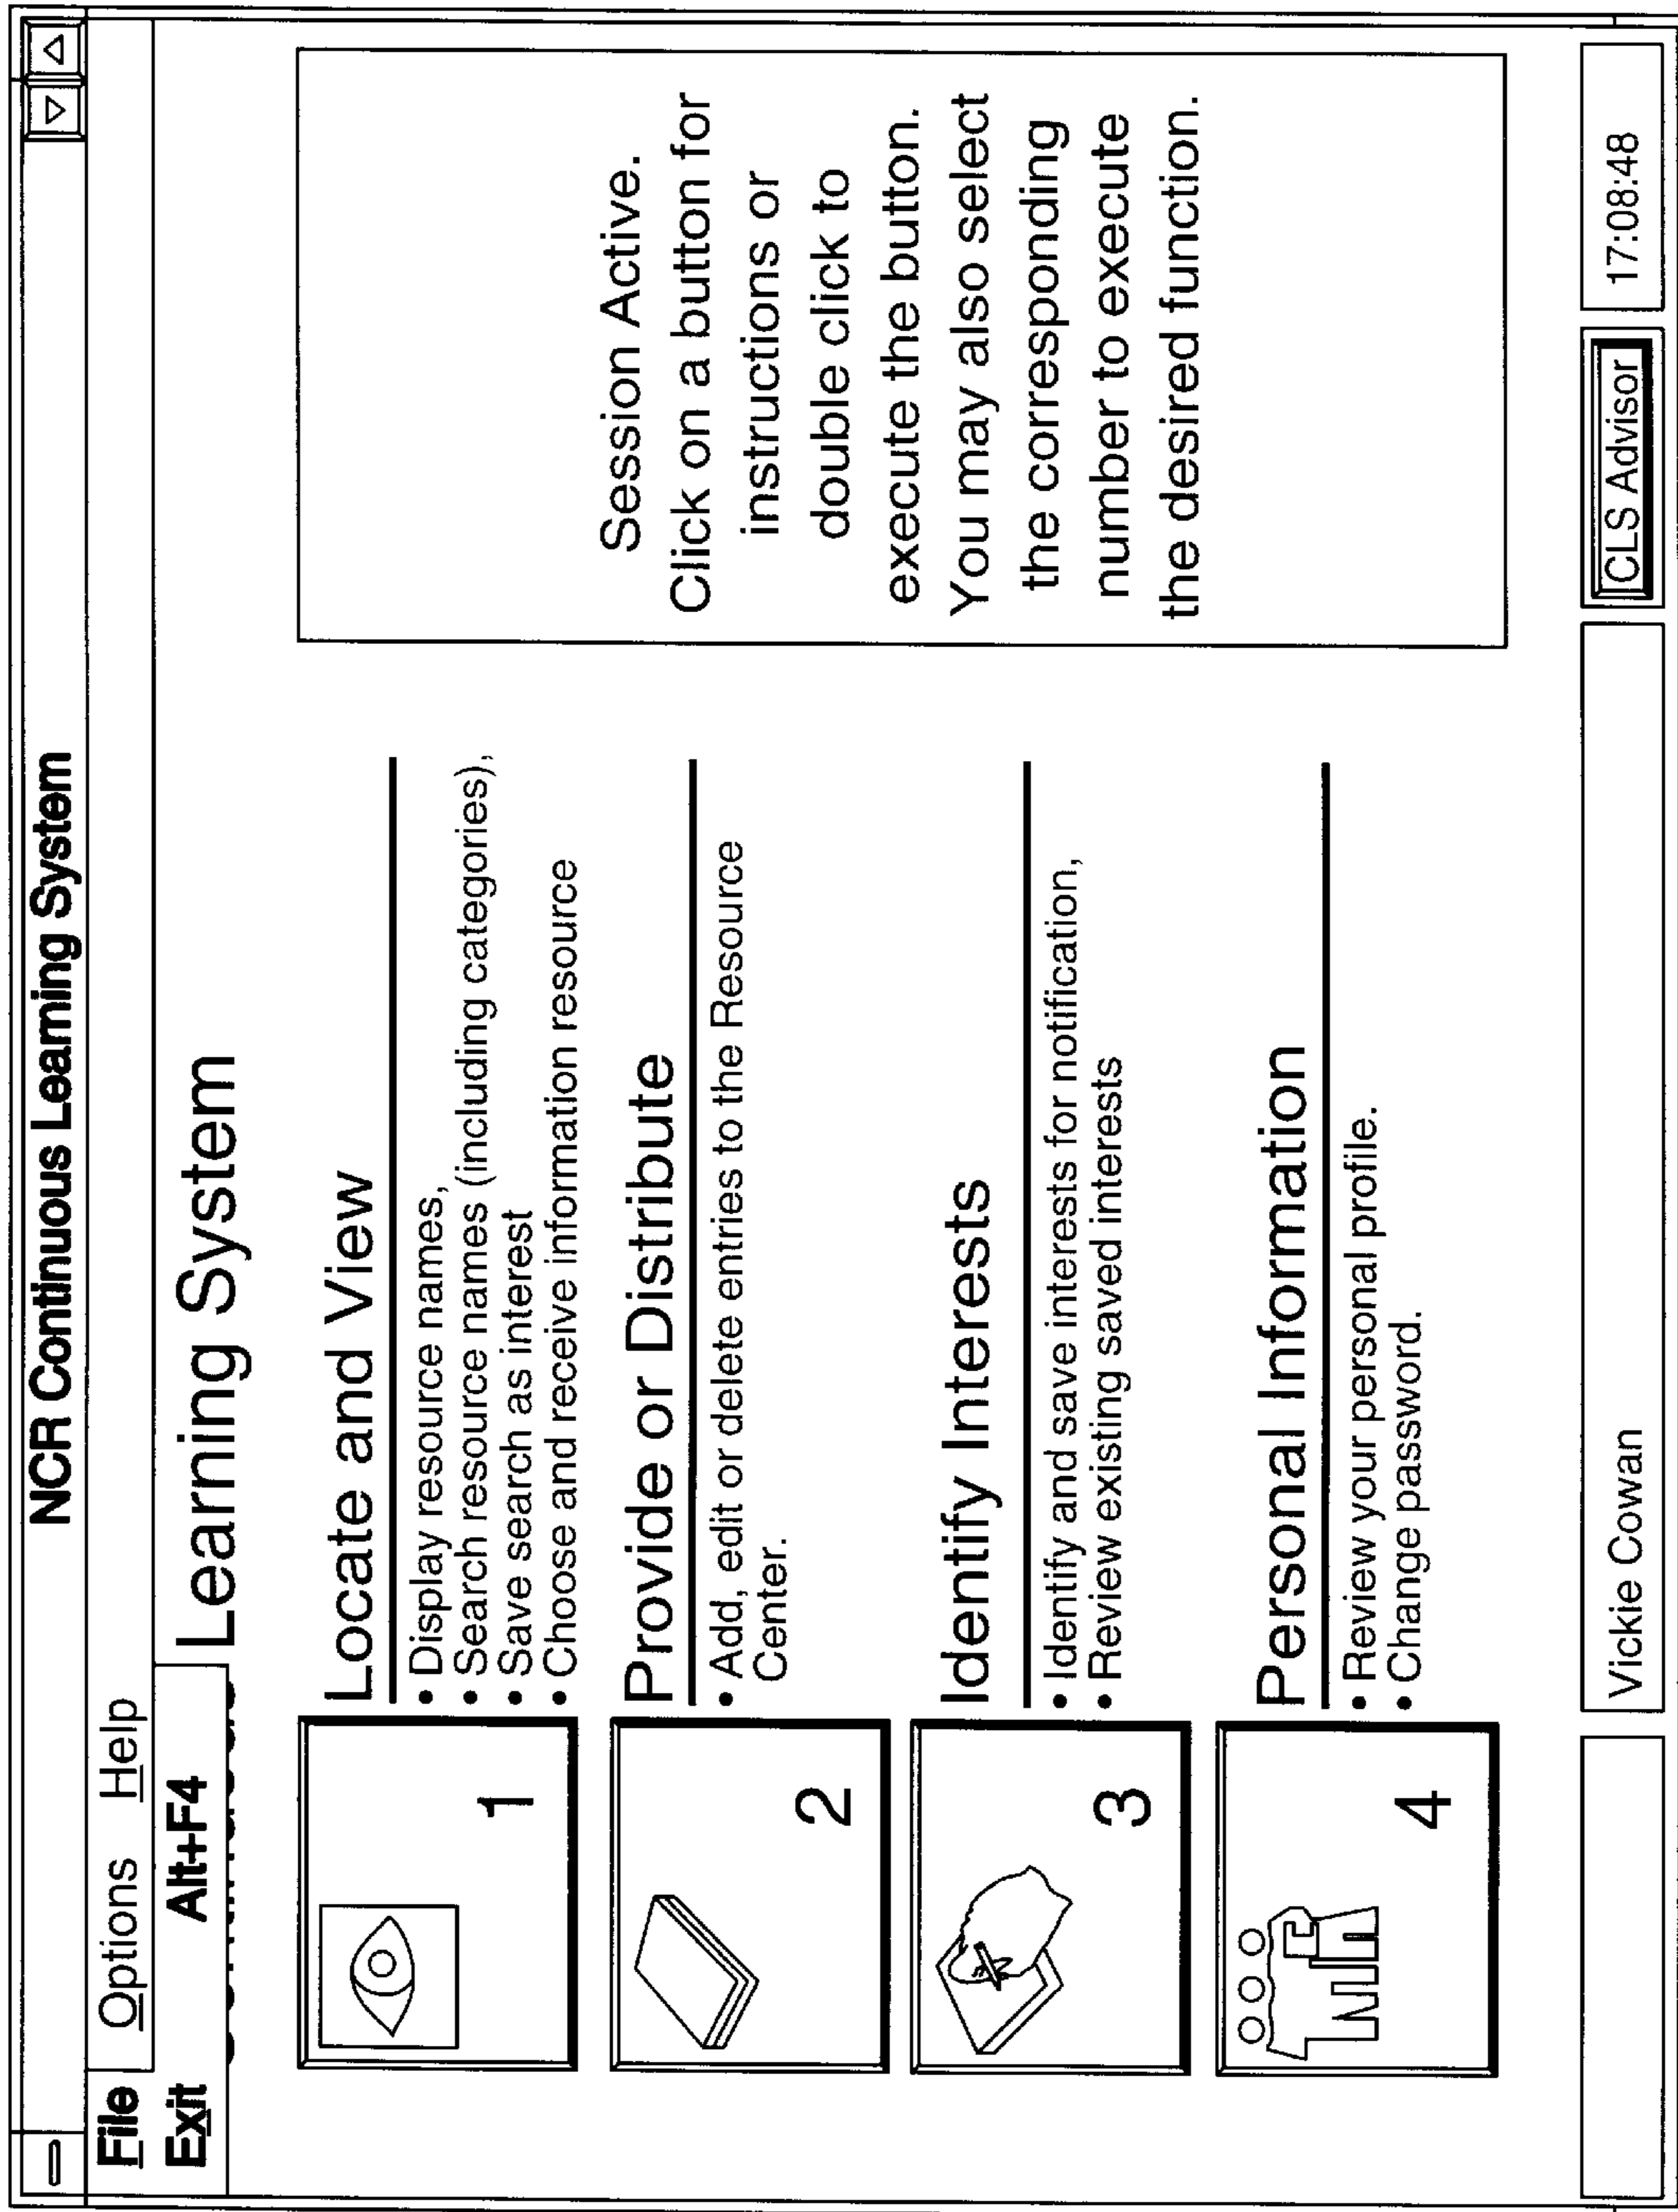 NCR Continuous Learning System
File Options Help
Exit Alt+F4
Learning System
1
Locate and View
• Display resource names,
• Search resource names (including categories),
• Save search as interest
• Choose and receive information resource
2
Provide or Distribute
• Add, edit or delete entries to the Resource
Center.
3
Identify Interests
• Identify and save interests for notification,
• Review existing saved interests
4
Personal Information
• Review your personal profile.
• Change password.
Session Active.
Click on a button for
instructions or
double click to
execute the button.
You may also select
the corresponding
number to execute
the desired function.
Vickie Cowan
CLS Advisor
17:08:48